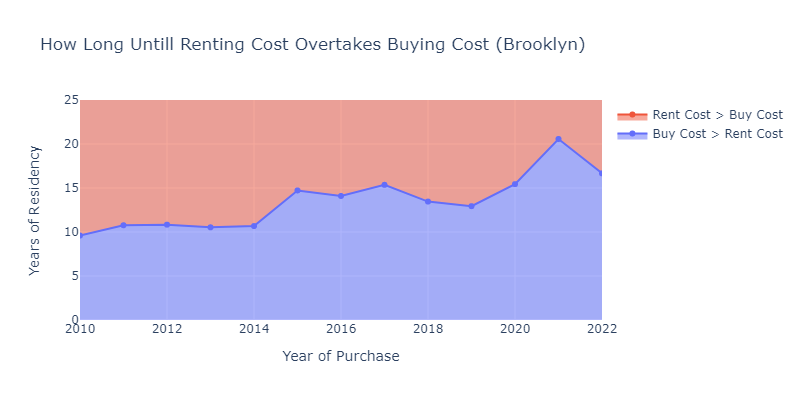 How Long Untill Renting Cost Overtakes Buying Cost (Brooklyn)
Rent Cost > Buy Cost
Buy Cost > Rent Cost
Years of Residency
25
20
15
10
5
0
2010
2012
2014
2016
2018
2020
2022
Year of Purchase